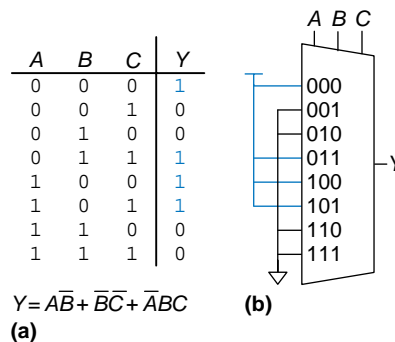 A B C Y
0 0 0 1
0 0 1 0
0 1 0 0
0 1 1 1
1 0 0 1
1 0 1 1
1 1 0 0
1 1 1 0
Y = AB̅ + B̅C̅ + A̅BC
(a)
A B C
000
001
010
011
100
101
110
111
Y
(b)